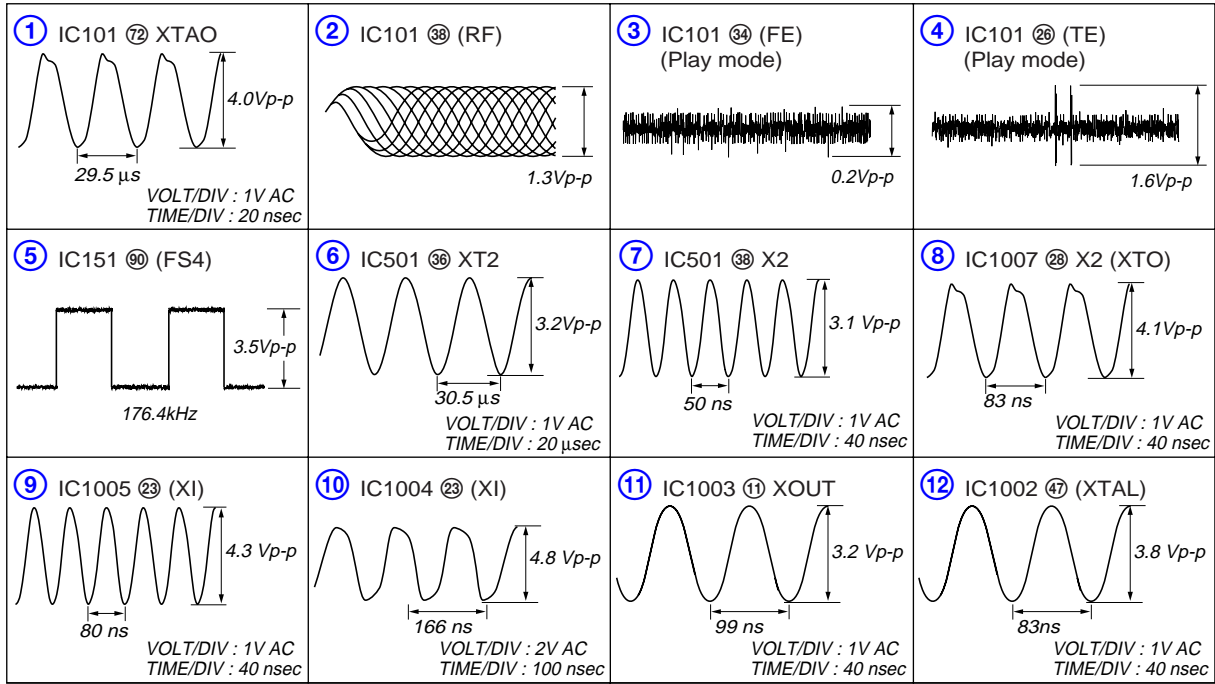 ① IC101 ㉒ XTAO
4.0Vp-p
29.5 µs
VOLT/DIV : 1V AC
TIME/DIV : 20 nsec
② IC101 ㊳ (RF)
1.3Vp-p
③ IC101 ㉞ (FE)
(Play mode)
0.2Vp-p
④ IC101 ㉖ (TE)
(Play mode)
1.6Vp-p
⑤ IC151 90 (FS4)
3.5Vp-p
176.4kHz
⑥ IC501 ㊱ XT2
3.2Vp-p
30.5 µs
VOLT/DIV : 1V AC
TIME/DIV : 20 µsec
⑦ IC501 ㊳ X2
3.1 Vp-p
50 ns
VOLT/DIV : 1V AC
TIME/DIV : 40 nsec
⑧ IC1007 ㉘ X2 (XTO)
4.1Vp-p
83 ns
VOLT/DIV : 1V AC
TIME/DIV : 40 nsec
⑨ IC1005 ㉓ (XI)
4.3 Vp-p
80 ns
VOLT/DIV : 1V AC
TIME/DIV : 40 nsec
⑩ IC1004 ㉓ (XI)
4.8 Vp-p
166 ns
VOLT/DIV : 2V AC
TIME/DIV : 100 nsec
⑪ IC1003 ⑪ XOUT
3.2 Vp-p
99 ns
VOLT/DIV : 1V AC
TIME/DIV : 40 nsec
⑫ IC1002 ㊼ (XTAL)
3.8 Vp-p
83ns
VOLT/DIV : 1V AC
TIME/DIV : 40 nsec